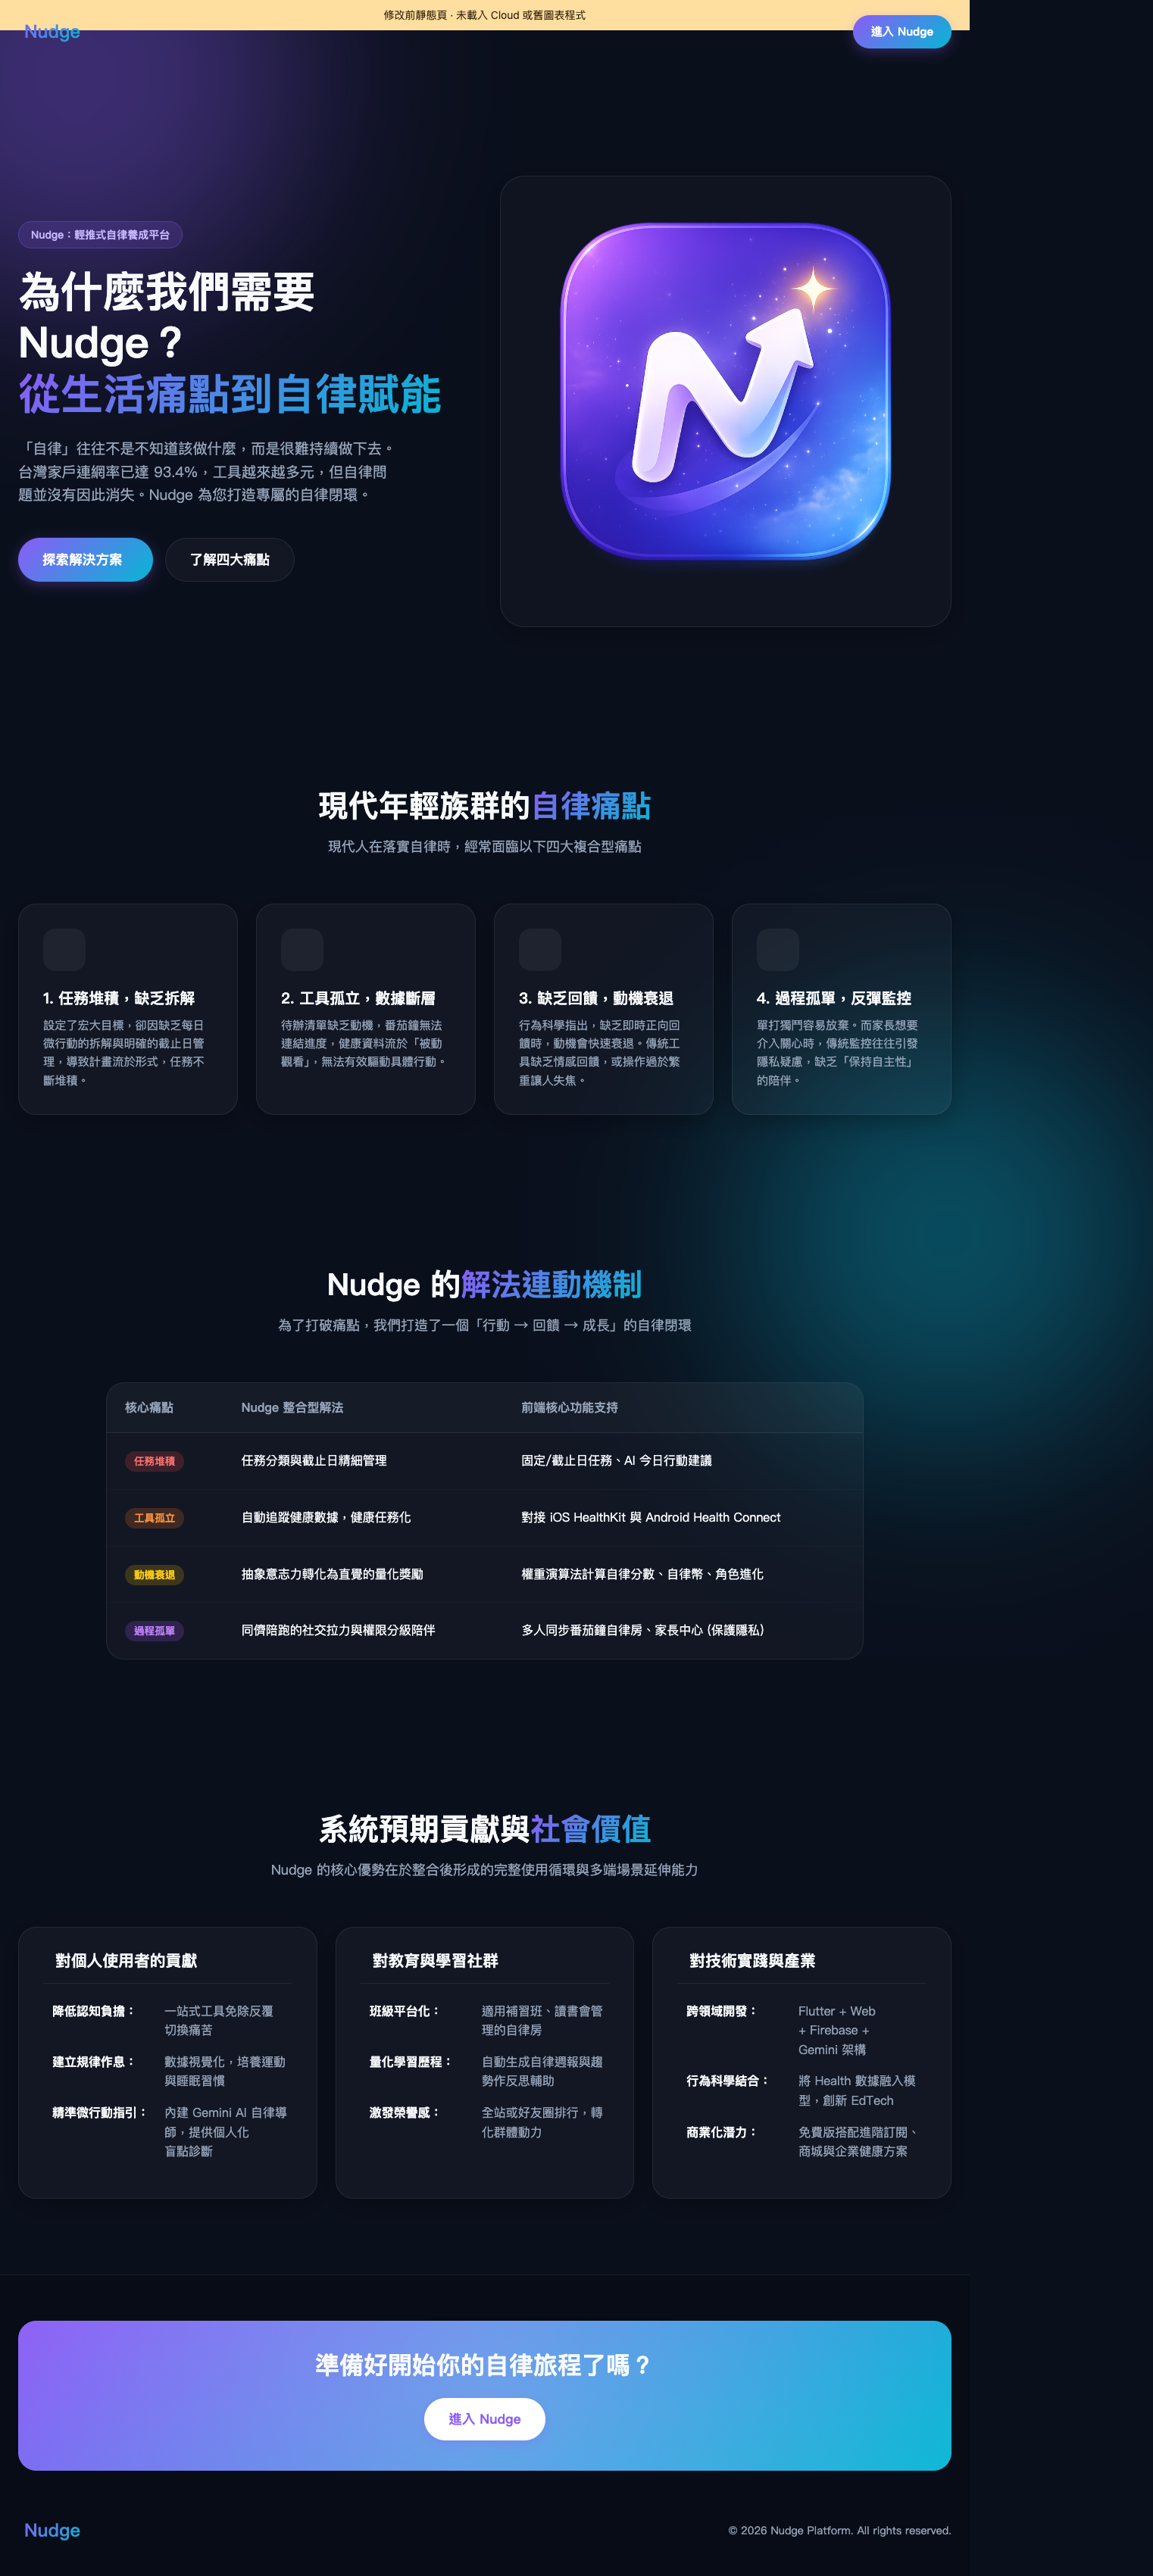 修改前靜態頁 · 未載入 Cloud 或舊圖表程式
Nudge
進入 Nudge
Nudge：輕推式自律養成平台
為什麼我們需要
Nudge？
從生活痛點到自律賦能
「自律」往往不是不知道該做什麼，而是很難持續做下去。
台灣家戶連網率已達 93.4%，工具越來越多元，但自律問
題並沒有因此消失。Nudge 為您打造專屬的自律閉環。
探索解決方案
了解四大痛點
現代年輕族群的自律痛點
現代人在落實自律時，經常面臨以下四大複合型痛點
1. 任務堆積，缺乏拆解
設定了宏大目標，卻因缺乏每日
微行動的拆解與明確的截止日管
理，導致計畫流於形式，任務不
斷堆積。
2. 工具孤立，數據斷層
待辦清單缺乏動機，番茄鐘無法
連結進度，健康資料流於「被動
觀看」，無法有效驅動具體行動。
3. 缺乏回饋，動機衰退
行為科學指出，缺乏即時正向回
饋時，動機會快速衰退。傳統工
具缺乏情感回饋，或操作過於繁
重讓人失焦。
4. 過程孤單，反彈監控
單打獨鬥容易放棄。而家長想要
介入關心時，傳統監控往往引發
隱私疑慮，缺乏「保持自主性」
的陪伴。
Nudge 的解法連動機制
為了打破痛點，我們打造了一個「行動 → 回饋 → 成長」的自律閉環
核心痛點
Nudge 整合型解法
前端核心功能支持
任務堆積
任務分類與截止日精細管理
固定/截止日任務、AI 今日行動建議
工具孤立
自動追蹤健康數據，健康任務化
對接 iOS HealthKit 與 Android Health Connect
動機衰退
抽象意志力轉化為直覺的量化獎勵
權重演算法計算自律分數、自律幣、角色進化
過程孤單
同儕陪跑的社交拉力與權限分級陪伴
多人同步番茄鐘自律房、家長中心 (保護隱私)
系統預期貢獻與社會價值
Nudge 的核心優勢在於整合後形成的完整使用循環與多端場景延伸能力
對個人使用者的貢獻
降低認知負擔：
一站式工具免除反覆
切換痛苦
建立規律作息：
數據視覺化，培養運動
與睡眠習慣
精準微行動指引：
內建 Gemini AI 自律導
師，提供個人化
盲點診斷
對教育與學習社群
班級平台化：
適用補習班、讀書會管
理的自律房
量化學習歷程：
自動生成自律週報與趨
勢作反思輔助
激發榮譽感：
全站或好友圈排行，轉
化群體動力
對技術實踐與產業
跨領域開發：
Flutter + Web
+ Firebase +
Gemini 架構
行為科學結合：
將 Health 數據融入模
型，創新 EdTech
商業化潛力：
免費版搭配進階訂閱、
商城與企業健康方案
準備好開始你的自律旅程了嗎？
進入 Nudge
Nudge
© 2026 Nudge Platform. All rights reserved.